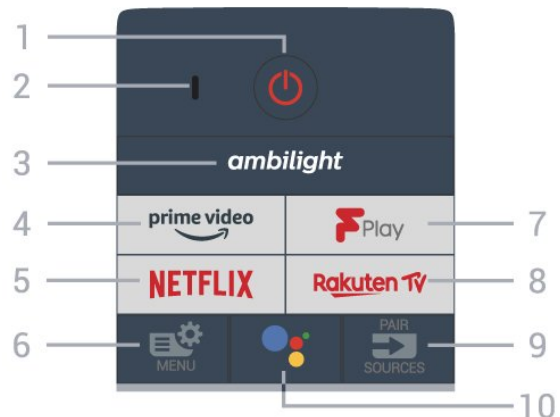 1
2
3
ambilight
4
prime video
7
F Play
5
NETFLIX
8
Rakuten TV
6
MENU
PAIR
SOURCES
9
10